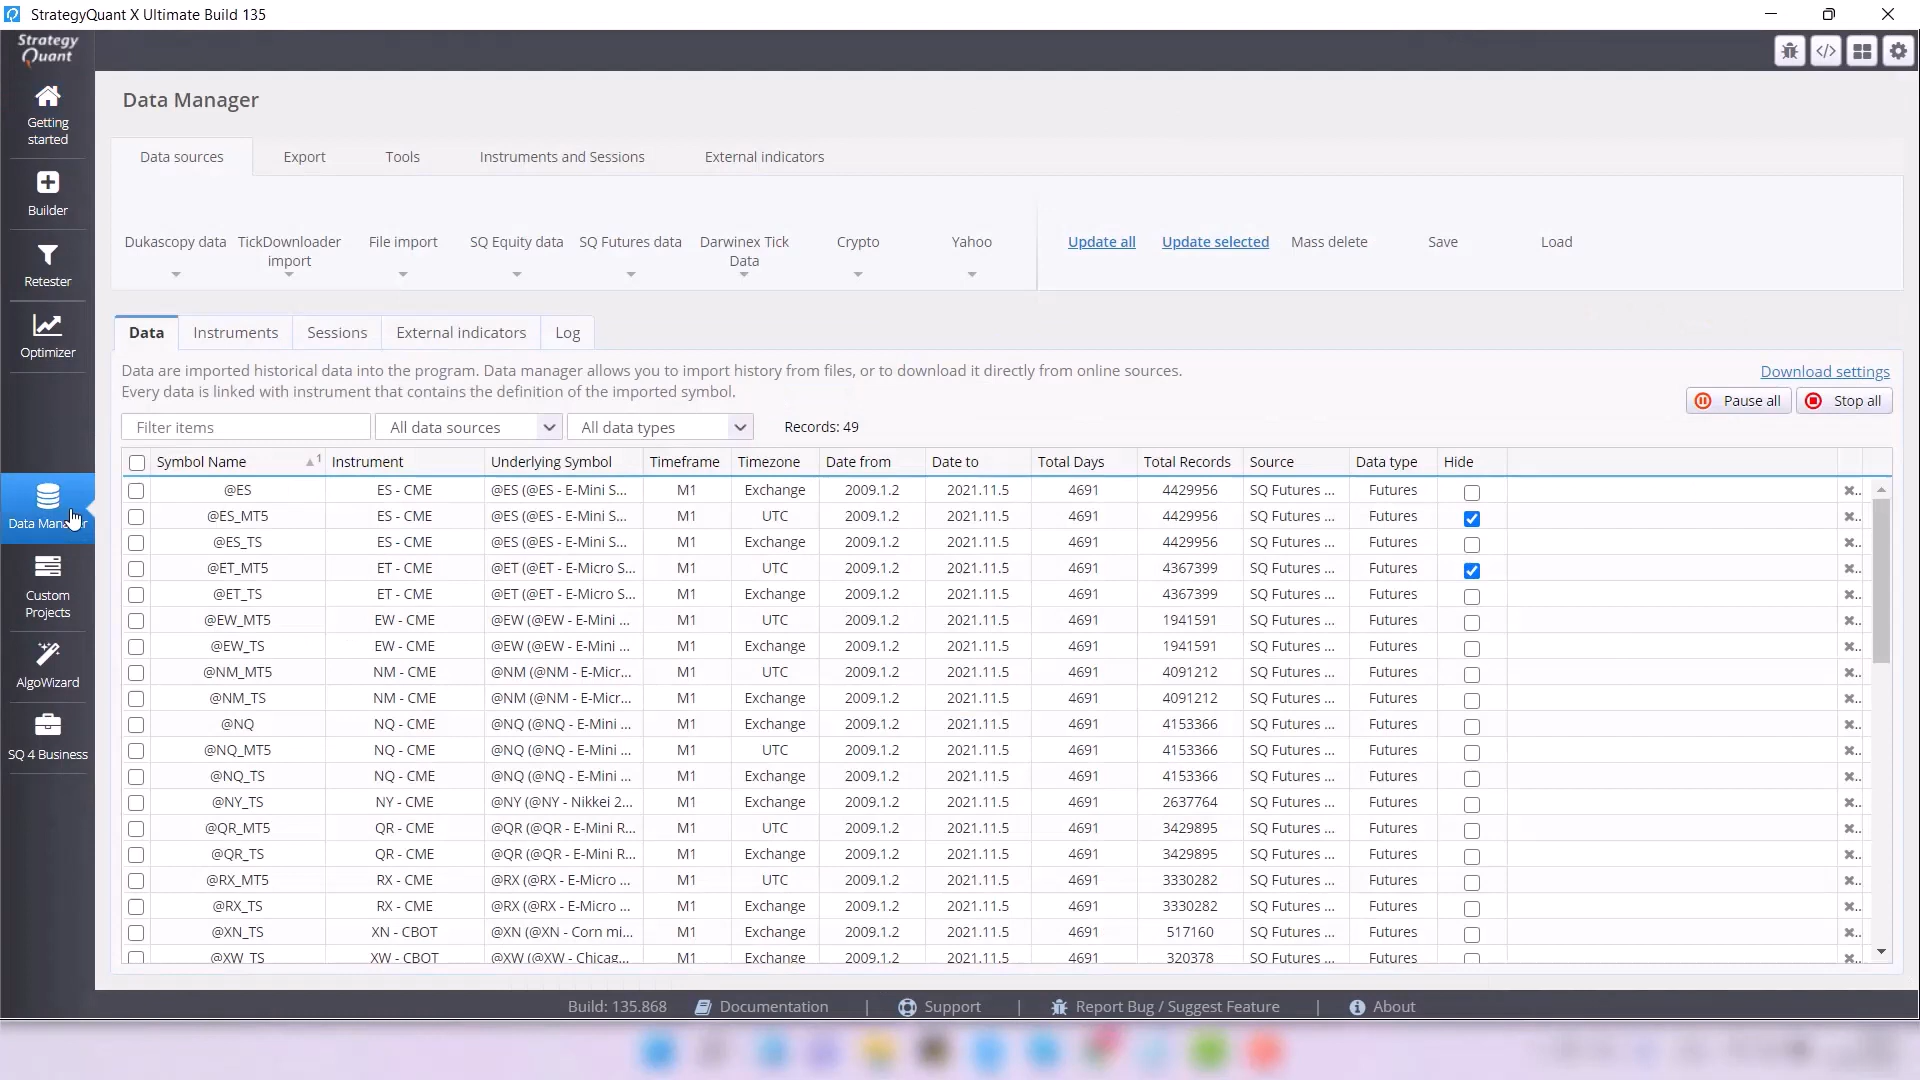 StrategyQuant X Ultimate Build 135
Strategy
Quant
Getting
started
Builder
Retester
Optimizer
Data Manager
Custom
Projects
AlgoWizard
SQ 4 Business
Data Manager
Data sources Export Tools Instruments and Sessions External indicators
Dukascopy data TickDownloader import File import SQ Equity data SQ Futures data Darwinex Tick Data Crypto Yahoo Update all Update selected Mass delete Save Load
Data Instruments Sessions External indicators Log
Data are imported historical data into the program. Data manager allows you to import history from files, or to download it directly from online sources.
Every data is linked with instrument that contains the definition of the imported symbol.
Download settings
Pause all Stop all
Filter items All data sources All data types Records: 49
Symbol Name 1 Instrument Underlying Symbol Timeframe Timezone Date from Date to Total Days Total Records Source Data type Hide
@ES ES - CME @ES (@ES - E-Mini S... M1 Exchange 2009.1.2 2021.11.5 4691 4429956 SQ Futures ... Futures
@ES_MT5 ES - CME @ES (@ES - E-Mini S... M1 UTC 2009.1.2 2021.11.5 4691 4429956 SQ Futures ... Futures
@ES_TS ES - CME @ES (@ES - E-Mini S... M1 Exchange 2009.1.2 2021.11.5 4691 4429956 SQ Futures ... Futures
@ET_MT5 ET - CME @ET (@ET - E-Micro S... M1 UTC 2009.1.2 2021.11.5 4691 4367399 SQ Futures ... Futures
@ET_TS ET - CME @ET (@ET - E-Micro S... M1 Exchange 2009.1.2 2021.11.5 4691 4367399 SQ Futures ... Futures
@EW_MT5 EW - CME @EW (@EW - E-Mini ... M1 UTC 2009.1.2 2021.11.5 4691 1941591 SQ Futures ... Futures
@EW_TS EW - CME @EW (@EW - E-Mini ... M1 Exchange 2009.1.2 2021.11.5 4691 1941591 SQ Futures ... Futures
@NM_MT5 NM - CME @NM (@NM - E-Micr... M1 UTC 2009.1.2 2021.11.5 4691 4091212 SQ Futures ... Futures
@NM_TS NM - CME @NM (@NM - E-Micr... M1 Exchange 2009.1.2 2021.11.5 4691 4091212 SQ Futures ... Futures
@NQ NQ - CME @NQ (@NQ - E-Mini ... M1 Exchange 2009.1.2 2021.11.5 4691 4153366 SQ Futures ... Futures
@NQ_MT5 NQ - CME @NQ (@NQ - E-Mini ... M1 UTC 2009.1.2 2021.11.5 4691 4153366 SQ Futures ... Futures
@NQ_TS NQ - CME @NQ (@NQ - E-Mini ... M1 Exchange 2009.1.2 2021.11.5 4691 4153366 SQ Futures ... Futures
@NY_TS NY - CME @NY (@NY - Nikkei 2... M1 Exchange 2009.1.2 2021.11.5 4691 2637764 SQ Futures ... Futures
@QR_MT5 QR - CME @QR (@QR - E-Mini R... M1 UTC 2009.1.2 2021.11.5 4691 3429895 SQ Futures ... Futures
@QR_TS QR - CME @QR (@QR - E-Mini R... M1 Exchange 2009.1.2 2021.11.5 4691 3429895 SQ Futures ... Futures
@RX_MT5 RX - CME @RX (@RX - E-Micro ... M1 UTC 2009.1.2 2021.11.5 4691 3330282 SQ Futures ... Futures
@RX_TS RX - CME @RX (@RX - E-Micro ... M1 Exchange 2009.1.2 2021.11.5 4691 3330282 SQ Futures ... Futures
@XN_TS XN - CBOT @XN (@XN - Corn mi... M1 Exchange 2009.1.2 2021.11.5 4691 517160 SQ Futures ... Futures
@XW_TS XW - CBOT @XW (@XW - Chicag... M1 Exchange 2009.1.2 2021.11.5 4691 320378 SQ Futures ... Futures
Build: 135.868 Documentation | Support | Report Bug / Suggest Feature | About